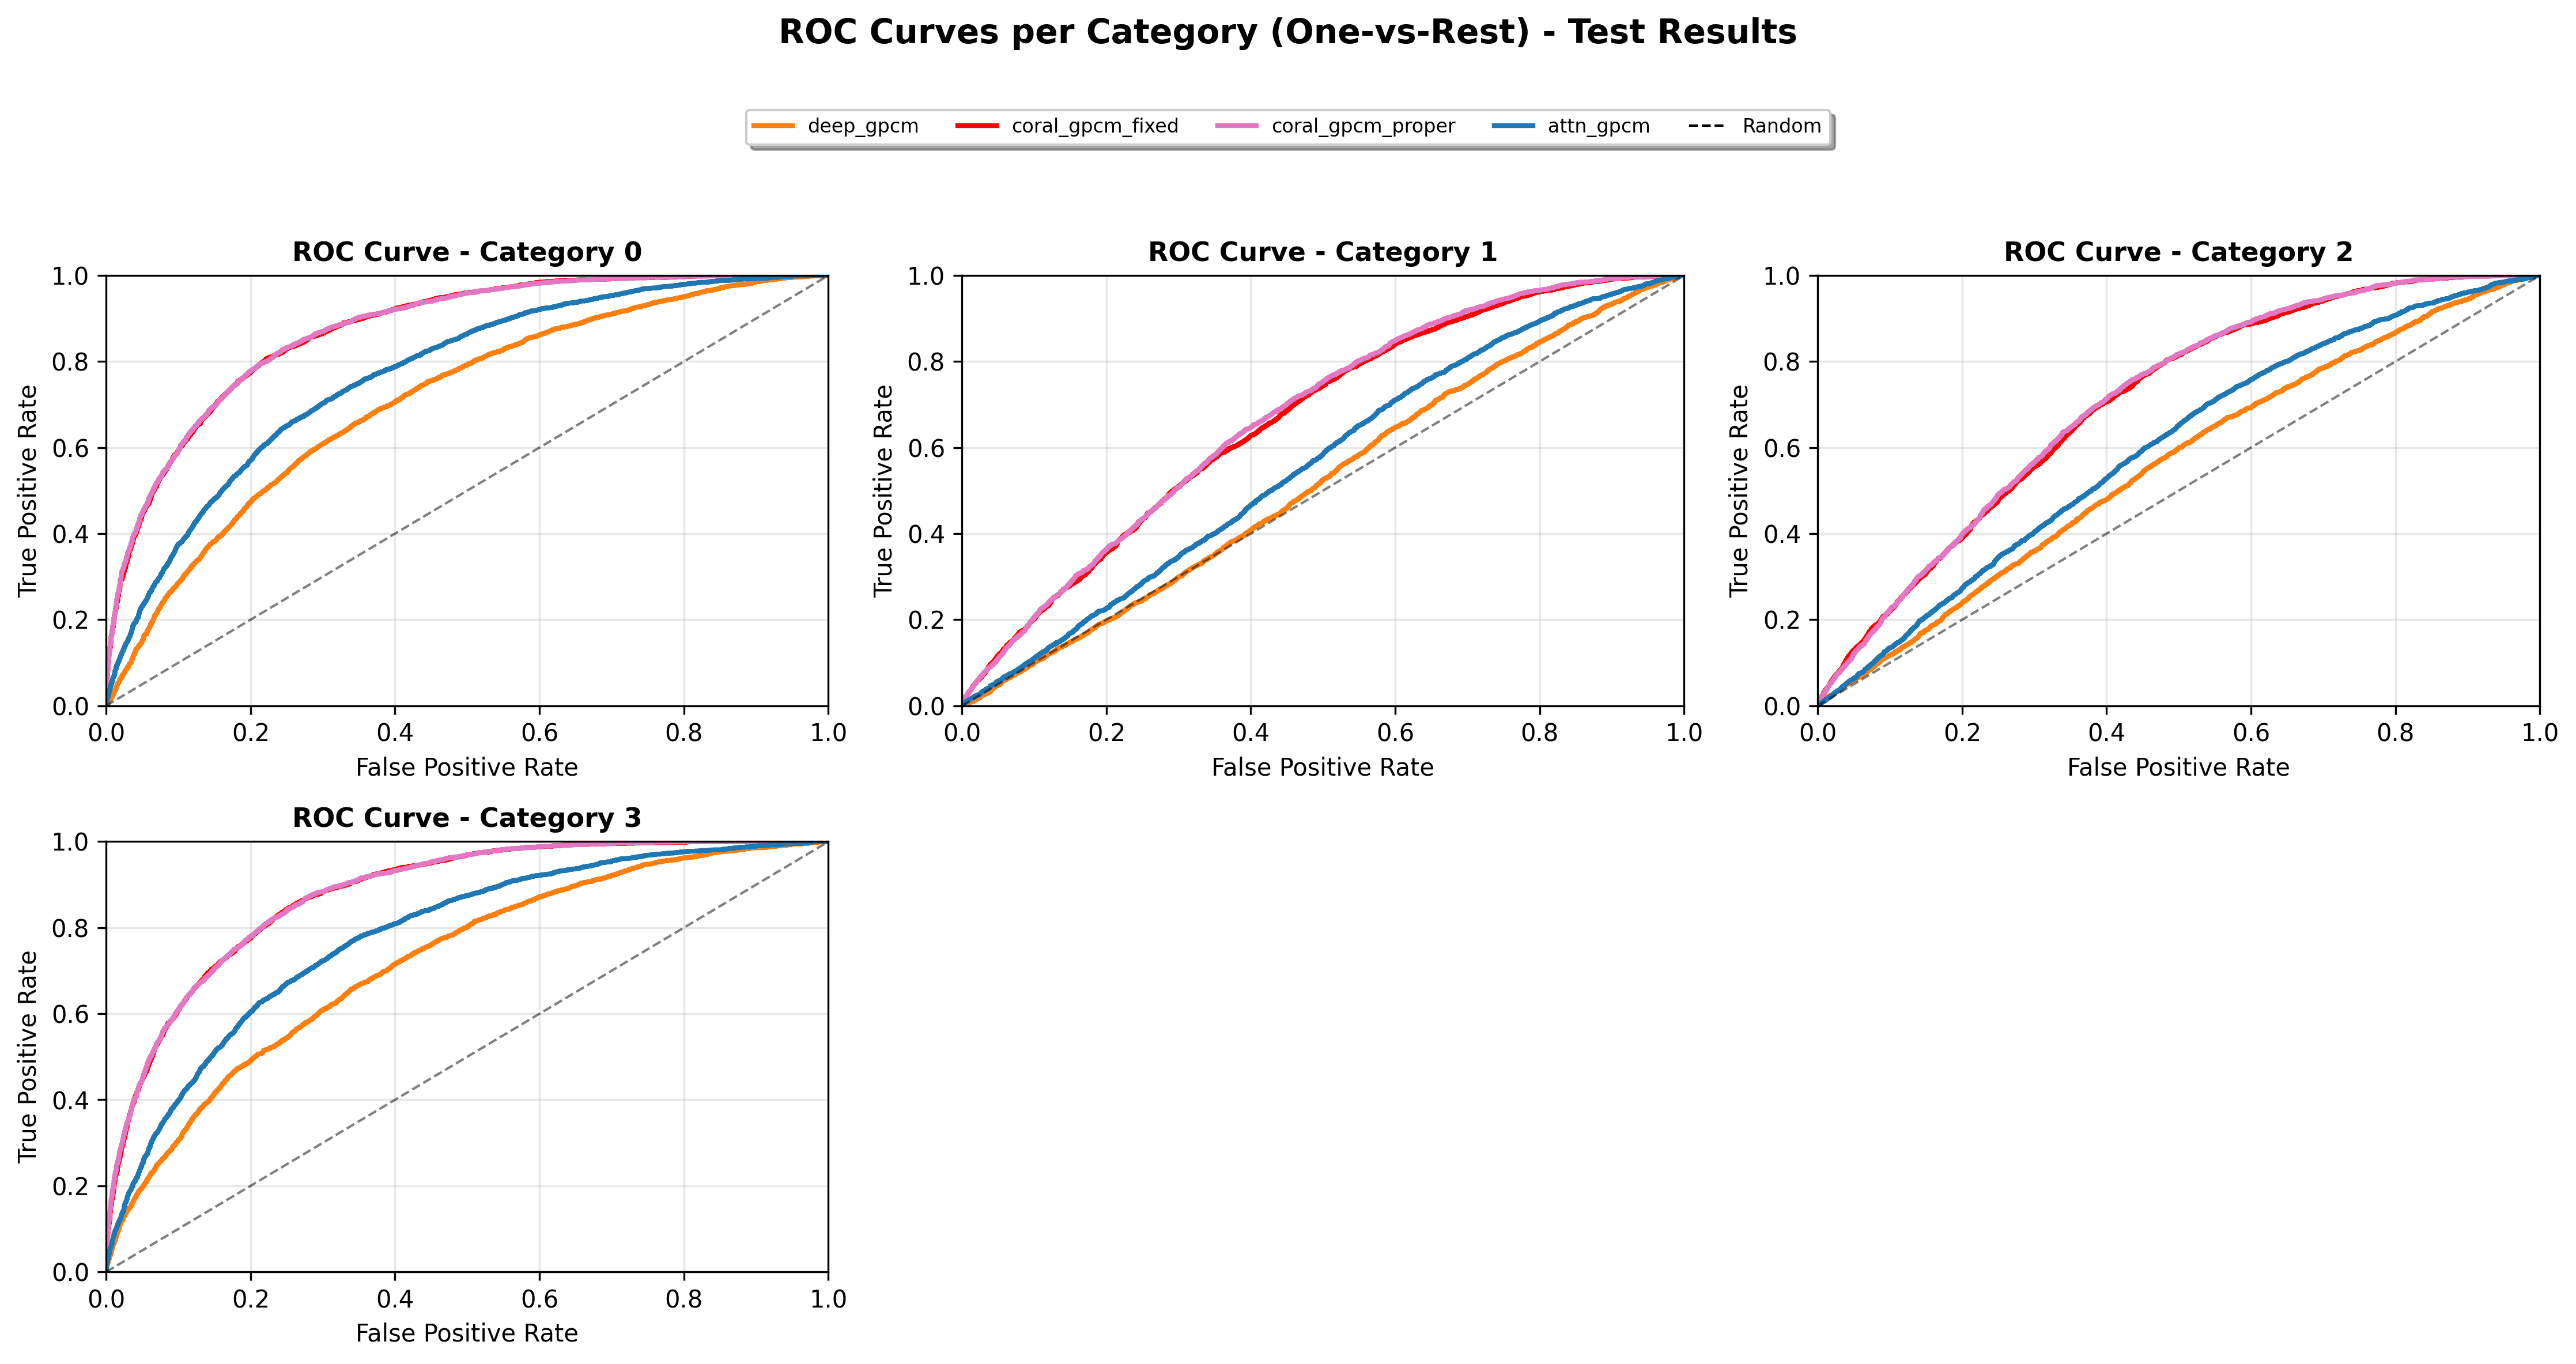 ROC Curves per Category (One-vs-Rest) - Test Results
deep_gpcm coral_gpcm_fixed coral_gpcm_proper attn_gpcm Random
ROC Curve - Category 0
1.0
0.8
0.6
0.4
0.2
0.0
True Positive Rate
0.0 0.2 0.4 0.6 0.8 1.0
False Positive Rate
ROC Curve - Category 1
1.0
0.8
0.6
0.4
0.2
0.0
True Positive Rate
0.0 0.2 0.4 0.6 0.8 1.0
False Positive Rate
ROC Curve - Category 2
1.0
0.8
0.6
0.4
0.2
0.0
True Positive Rate
0.0 0.2 0.4 0.6 0.8 1.0
False Positive Rate
ROC Curve - Category 3
1.0
0.8
0.6
0.4
0.2
0.0
True Positive Rate
0.0 0.2 0.4 0.6 0.8 1.0
False Positive Rate